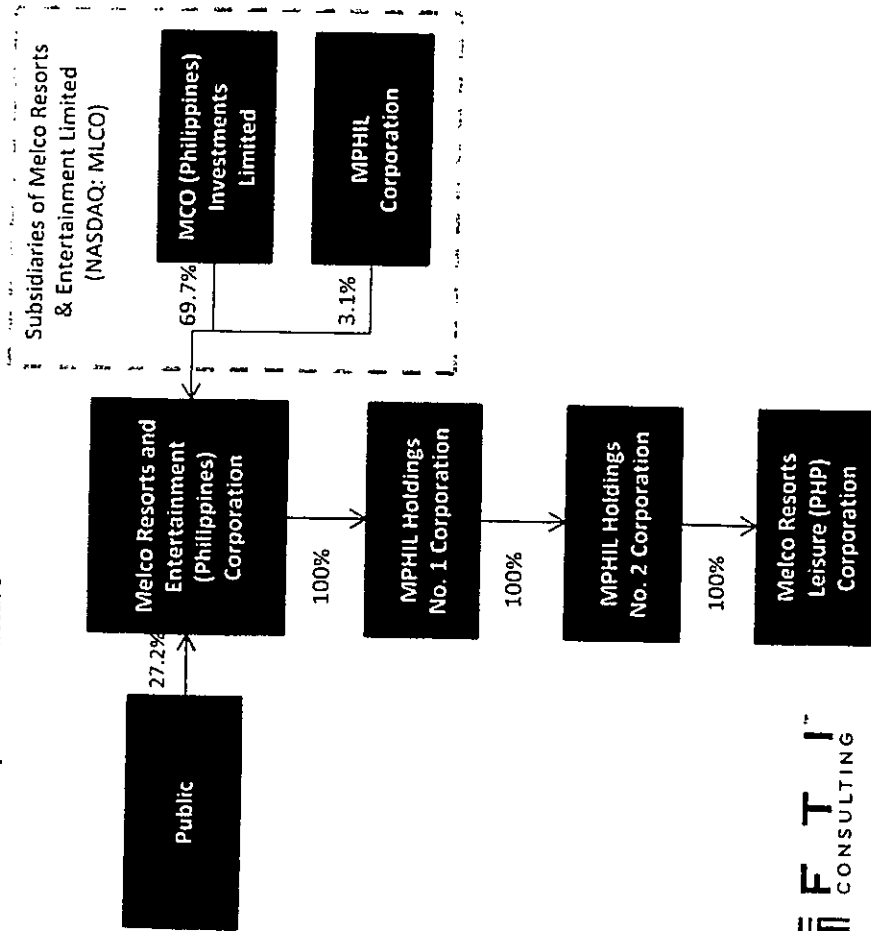 Subsidiaries of Melco Resorts
& Entertainment Limited
(NASDAQ: MLCO)
MCO (Philippines)
Investments
Limited
MPHIL
Corporation
69.7%
3.1%
Melco Resorts and
Entertainment
(Philippines)
Corporation
27.2%
Public
100%
MPHIL Holdings
No. 1 Corporation
100%
MPHIL Holdings
No. 2 Corporation
100%
Melco Resorts
Leisure (PHP)
Corporation
F T I™
CONSULTING